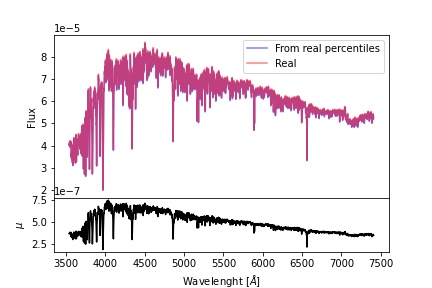 1e−5
From real percentiles
Real
8
7
6
5
4
3
2
Flux
1e−7
7.5
5.0
2.5
μ
3500 4000 4500 5000 5500 6000 6500 7000 7500
Wavelenght [Å]